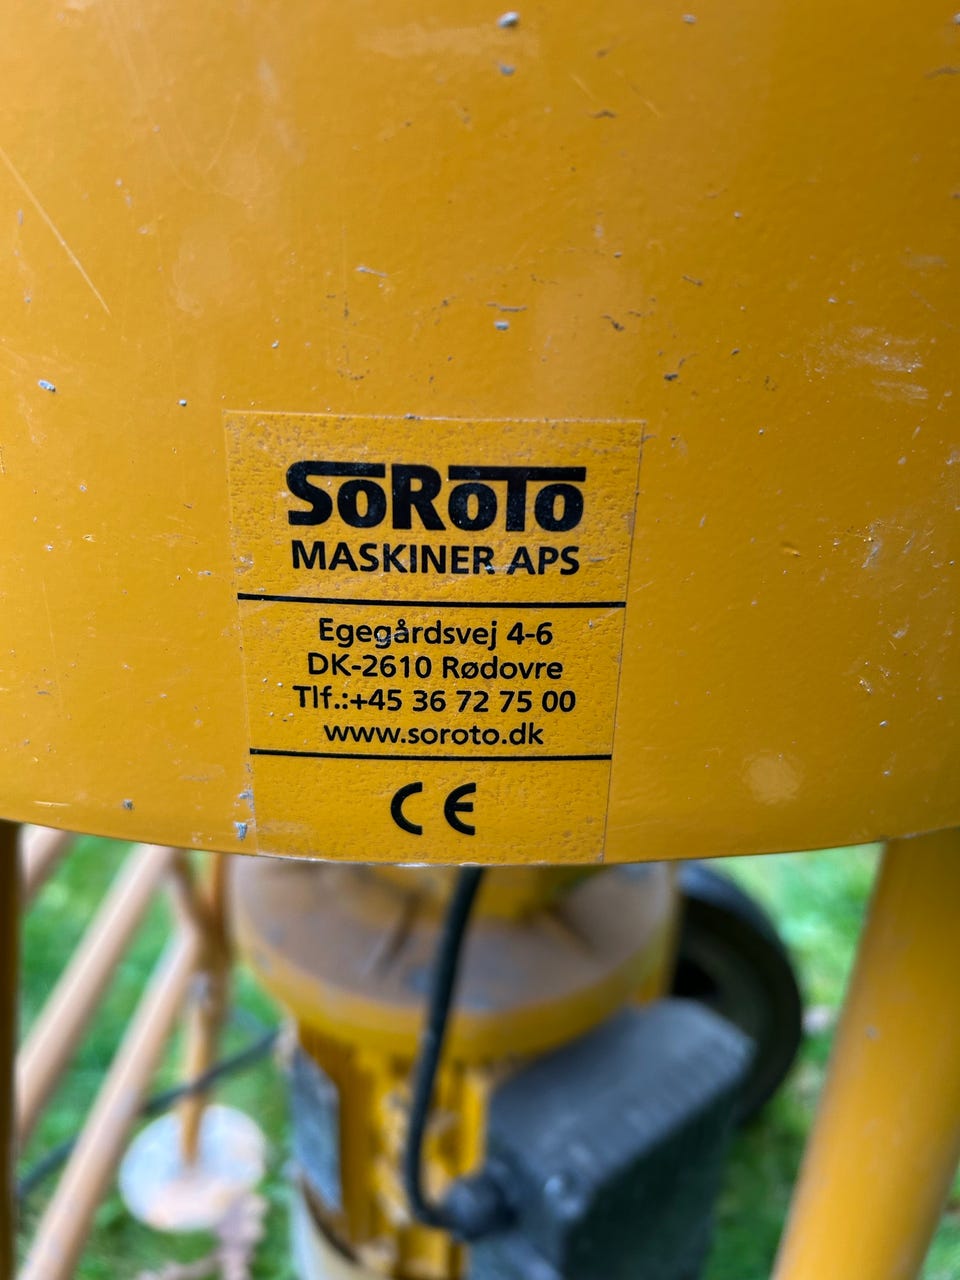 SoRoTo
MASKINER APS
Egegårdsvej 4-6
DK-2610 Rødovre
Tlf.:+45 36 72 75 00
www.soroto.dk
CE